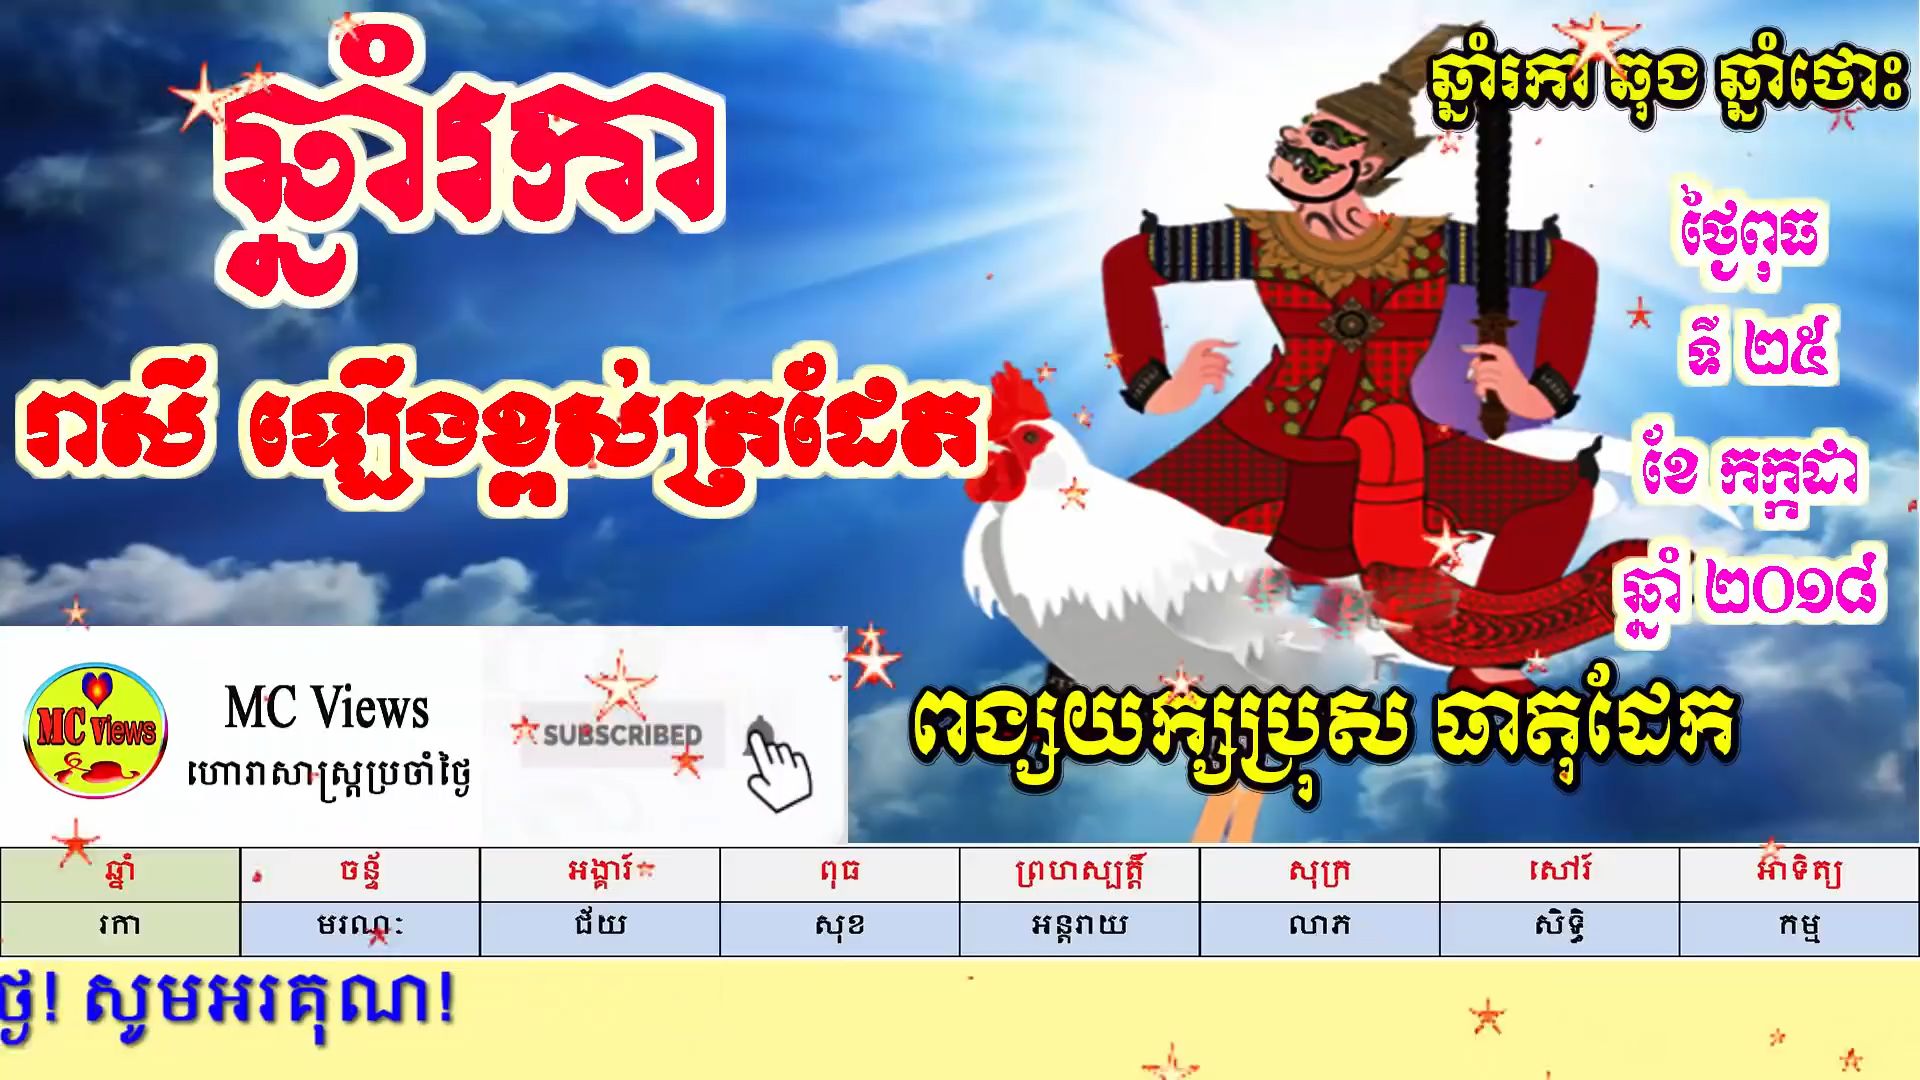 ឆ្នាំរកា
ឆ្នាំរកា ឆុង ឆ្នាំថោះ
ថ្ងៃពុធ
ទី ២៥
ខែ កក្កដា
ឆ្នាំ ២០១៨
រាសី ឡើងខ្ពស់ត្រដែត
ពង្សយក្សប្រុស ធាតុដែក
MC Views
MC Views
ហោរាសាស្ត្រប្រចាំថ្ងៃ
SUBSCRIBED
ឆ្នាំ ចន្ទ័ អង្គារ៍ ពុធ ព្រហស្បត្តិ៍ សុក្រ សៅរ៍ អាទិត្យ
រកា មរណៈ ជ័យ សុខ អន្តរាយ លាភ សិទ្ធិ កម្ម
ថ្ងៃ! សូមអរគុណ!